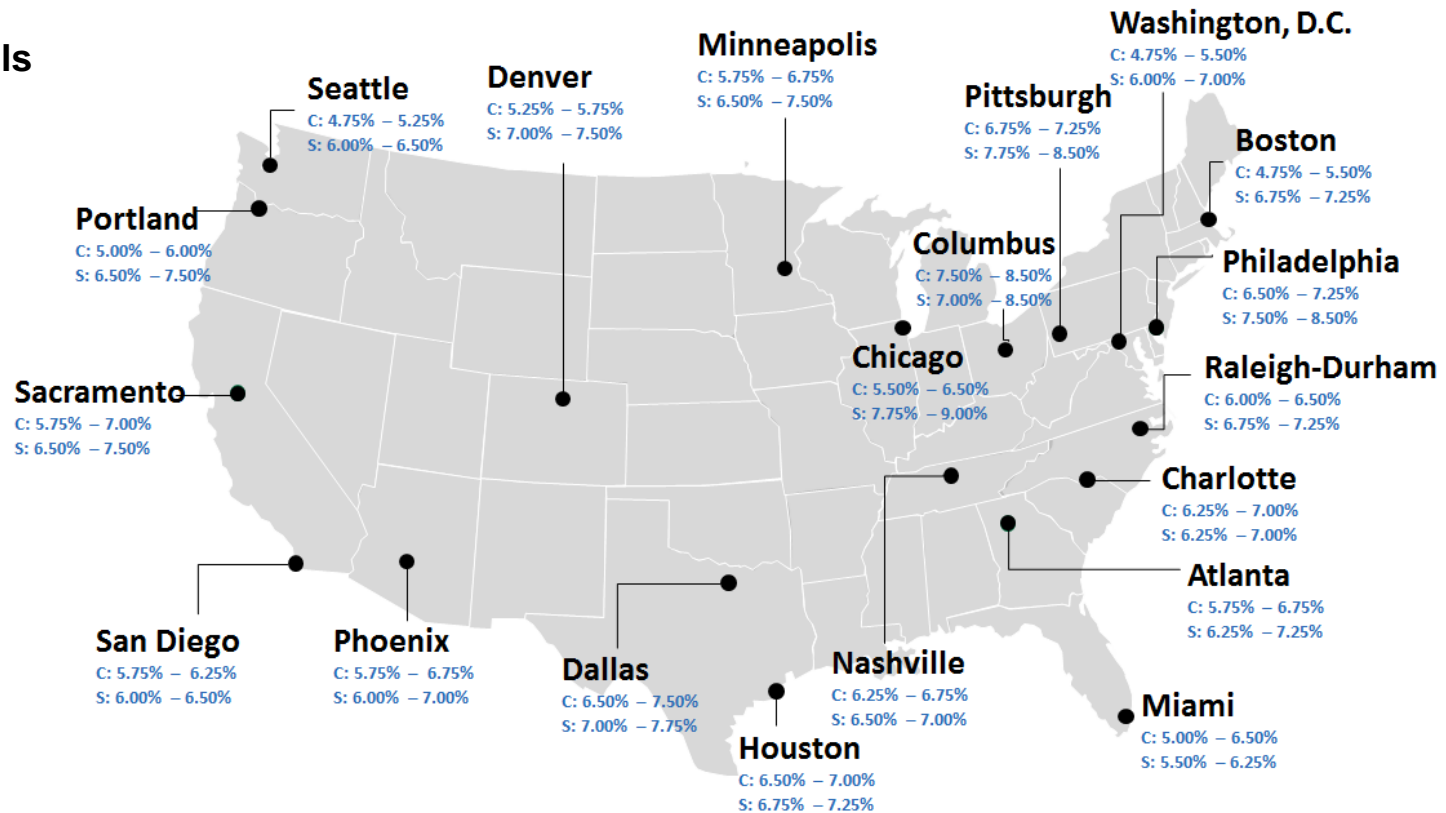 ls
Seattle
C: 4.75% – 5.25%
S: 6.00% – 6.50%
Denver
C: 5.25% – 5.75%
S: 7.00% – 7.50%
Minneapolis
C: 5.75% – 6.75%
S: 6.50% – 7.50%
Washington, D.C.
C: 4.75% – 5.50%
S: 6.00% – 7.00%
Pittsburgh
C: 6.75% – 7.25%
S: 7.75% – 8.50%
Boston
C: 4.75% – 5.50%
S: 6.75% – 7.25%
Portland
C: 5.00% – 6.00%
S: 6.50% – 7.50%
Columbus
C: 7.50% – 8.50%
S: 7.00% – 8.50%
Philadelphia
C: 6.50% – 7.25%
S: 7.50% – 8.50%
Chicago
C: 5.50% – 6.50%
S: 7.75% – 9.00%
Raleigh-Durham
C: 6.00% – 6.50%
S: 6.75% – 7.25%
Sacramento
C: 5.75% – 7.00%
S: 6.50% – 7.50%
Charlotte
C: 6.25% – 7.00%
S: 6.25% – 7.00%
Atlanta
C: 5.75% – 6.75%
S: 6.25% – 7.25%
San Diego
C: 5.75% – 6.25%
S: 6.00% – 6.50%
Phoenix
C: 5.75% – 6.75%
S: 6.00% – 7.00%
Dallas
C: 6.50% – 7.50%
S: 7.00% – 7.75%
Nashville
C: 6.25% – 6.75%
S: 6.50% – 7.00%
Miami
C: 5.00% – 6.50%
S: 5.50% – 6.25%
Houston
C: 6.50% – 7.00%
S: 6.75% – 7.25%